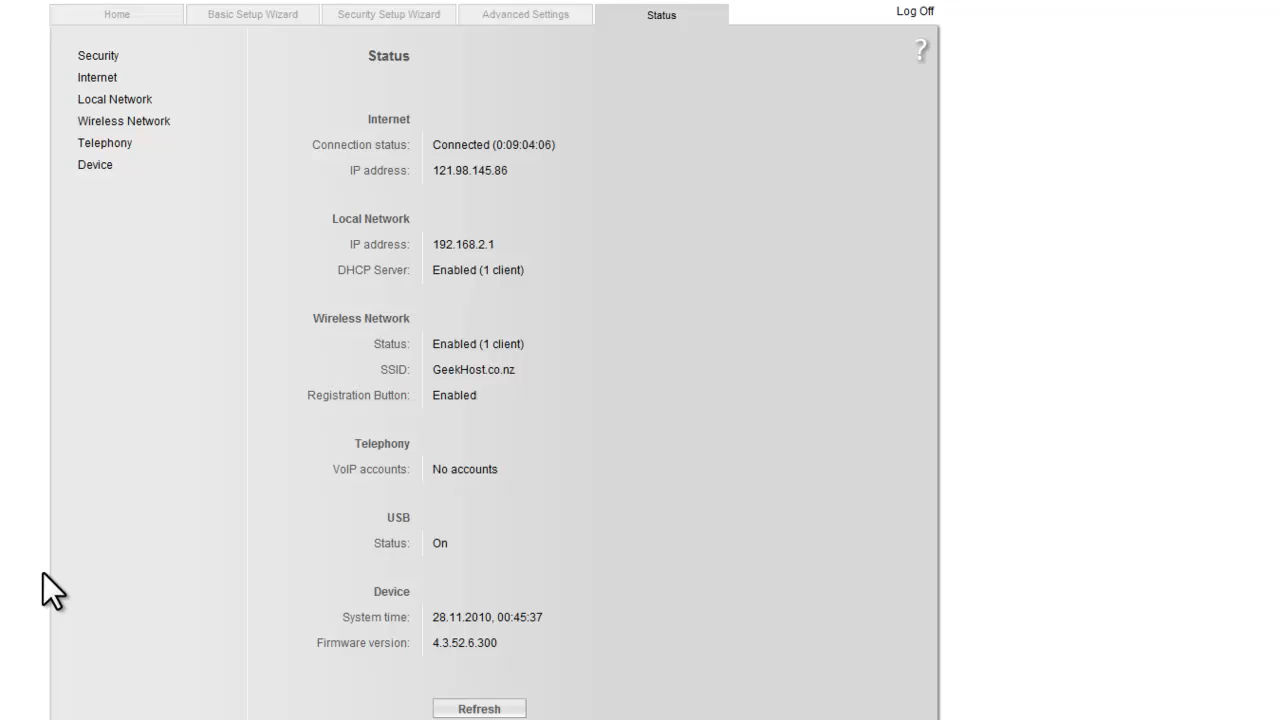 Home Basic Setup Wizard Security Setup Wizard Advanced Settings Status Log Off
Security
Internet
Local Network
Wireless Network
Telephony
Device
Status
?
Internet
Connection status: Connected (0:09:04:06)
IP address: 121.98.145.86
Local Network
IP address: 192.168.2.1
DHCP Server: Enabled (1 client)
Wireless Network
Status: Enabled (1 client)
SSID: GeekHost.co.nz
Registration Button: Enabled
Telephony
VoIP accounts: No accounts
USB
Status: On
Device
System time: 28.11.2010, 00:45:37
Firmware version: 4.3.52.6.300
Refresh